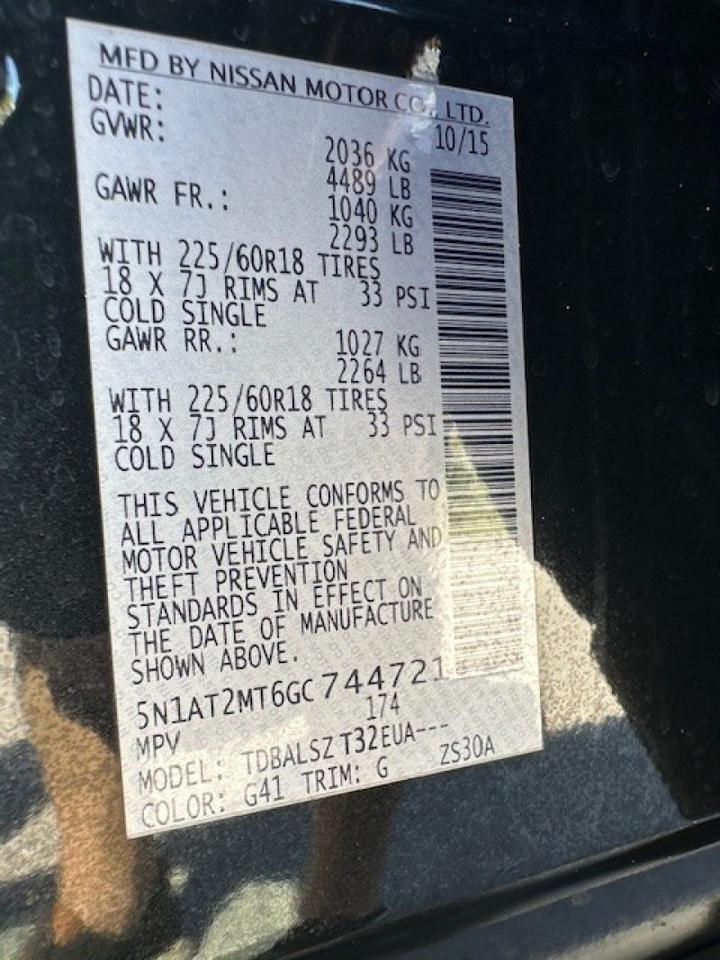 MFD BY NISSAN MOTOR CO., LTD.
DATE: 10/15
GVWR: 2036 KG
4489 LB
GAWR FR.: 1040 KG
2293 LB
WITH 225/60R18 TIRES
18 X 7J RIMS AT 33 PSI
COLD SINGLE
GAWR RR.: 1027 KG
2264 LB
WITH 225/60R18 TIRES
18 X 7J RIMS AT 33 PSI
COLD SINGLE
THIS VEHICLE CONFORMS TO
ALL APPLICABLE FEDERAL
MOTOR VEHICLE SAFETY AND
THEFT PREVENTION
STANDARDS IN EFFECT ON
THE DATE OF MANUFACTURE
SHOWN ABOVE.
5N1AT2MT6GC744721
MPV 174
MODEL: TDBALSZ T32EUA---
COLOR: G41 TRIM: G ZS30A